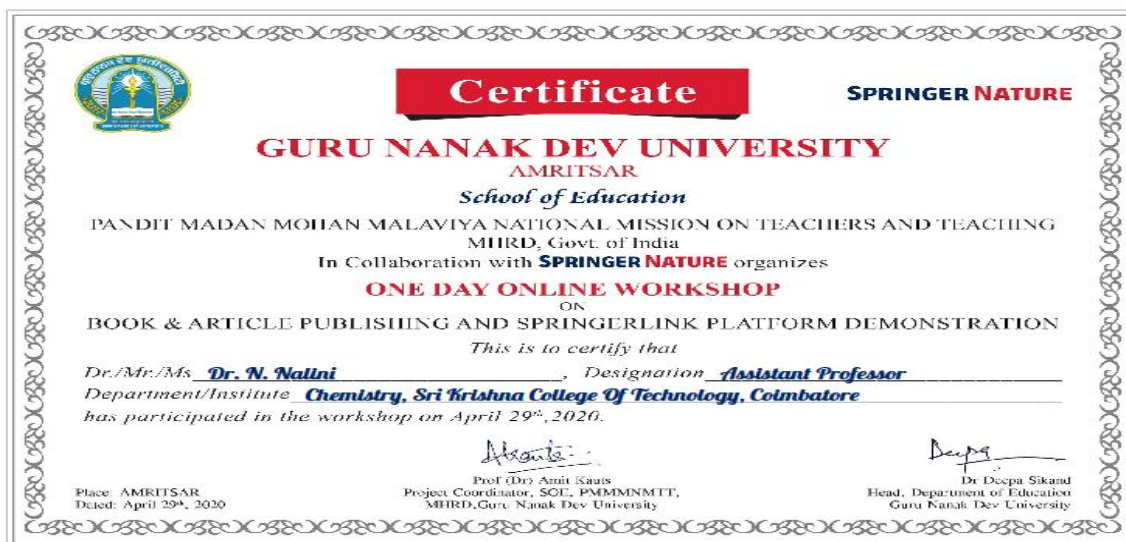 Certificate
SPRINGER NATURE
GURU NANAK DEV UNIVERSITY
AMRITSAR
School of Education
PANDIT MADAN MOHAN MALAVIYA NATIONAL MISSION ON TEACHERS AND TEACHING
MHRD, Govt. of India
In Collaboration with SPRINGER NATURE organizes
ONE DAY ONLINE WORKSHOP
ON
BOOK & ARTICLE PUBLISHING AND SPRINGERLINK PLATFORM DEMONSTRATION
This is to certify that
Dr./Mr./Ms Dr. N. Nalini, Designation Assistant Professor
Department/Institute Chemistry, Sri Krishna College Of Technology, Coimbatore
has participated in the workshop on April 29th,2020.
Deepa
Place: AMRITSAR
Dated: April 29th, 2020
Prof (Dr) Amit Kauts
Project Coordinator, SOE, PMMMNMTT,
MHRD,Guru Nanak Dev University
Dr Deepa Sikand
Head, Department of Education
Guru Nanak Dev University